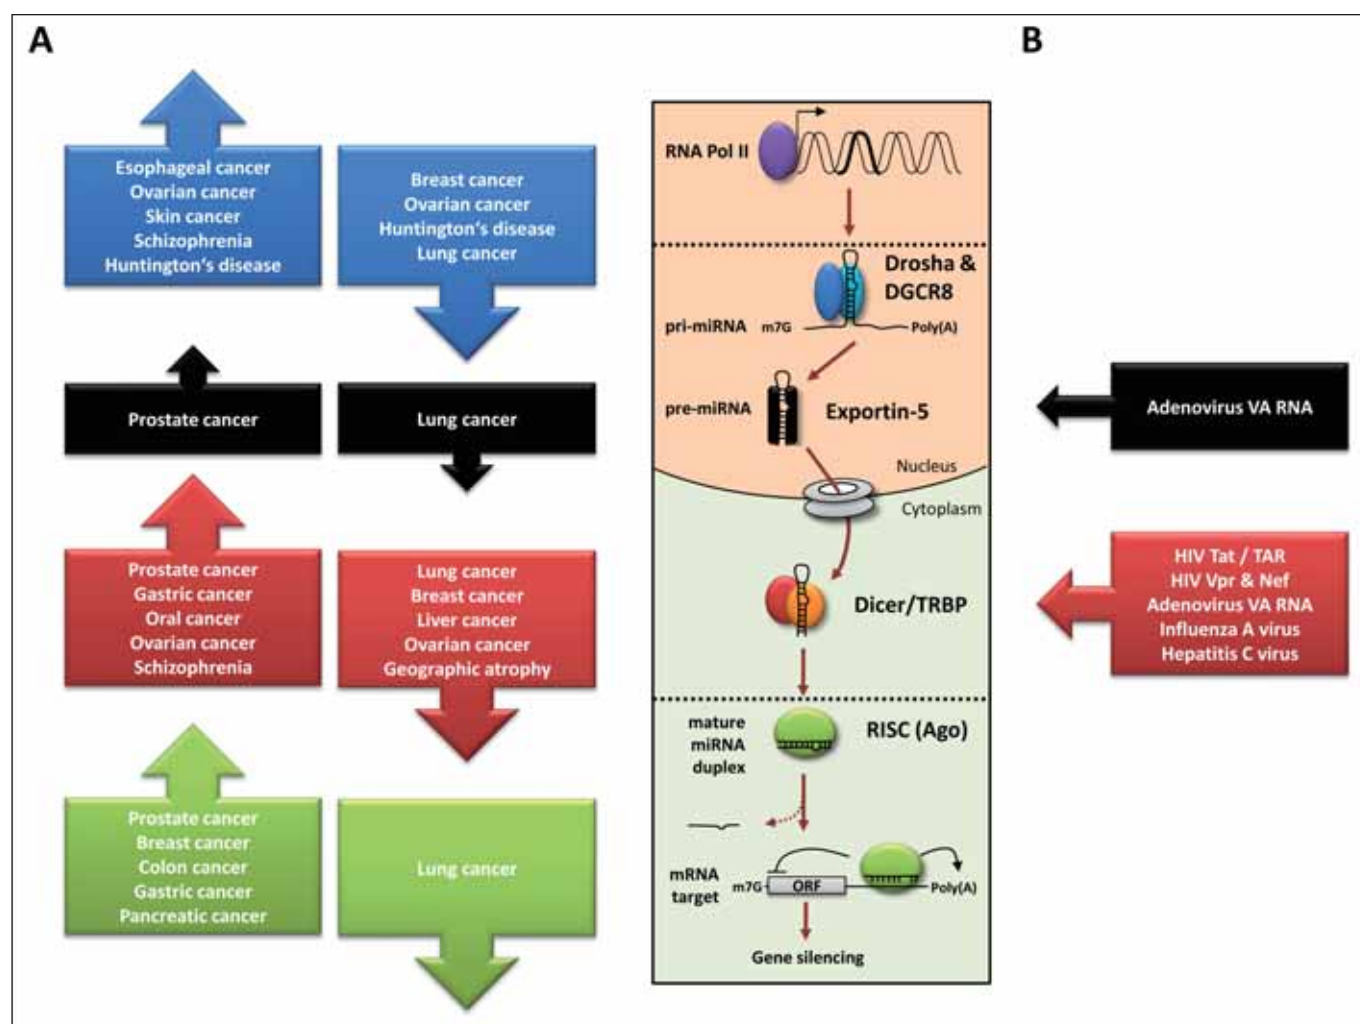 A
Esophageal cancer
Ovarian cancer
Skin cancer
Schizophrenia
Huntington's disease
Breast cancer
Ovarian cancer
Huntington's disease
Lung cancer
Prostate cancer
Lung cancer
Prostate cancer
Gastric cancer
Oral cancer
Ovarian cancer
Schizophrenia
Lung cancer
Breast cancer
Liver cancer
Ovarian cancer
Geographic atrophy
Prostate cancer
Breast cancer
Colon cancer
Gastric cancer
Pancreatic cancer
Lung cancer
RNA Pol II
Drosha &
DGCR8
pri-miRNA m7G Poly(A)
pre-miRNA Exportin-5
Nucleus
Cytoplasm
Dicer/TRBP
mature
miRNA
duplex
RISC (Ago)
mRNA
target
m7G ORF Poly(A)
Gene silencing
B
Adenovirus VA RNA
HIV Tat / TAR
HIV Vpr & Nef
Adenovirus VA RNA
Influenza A virus
Hepatitis C virus